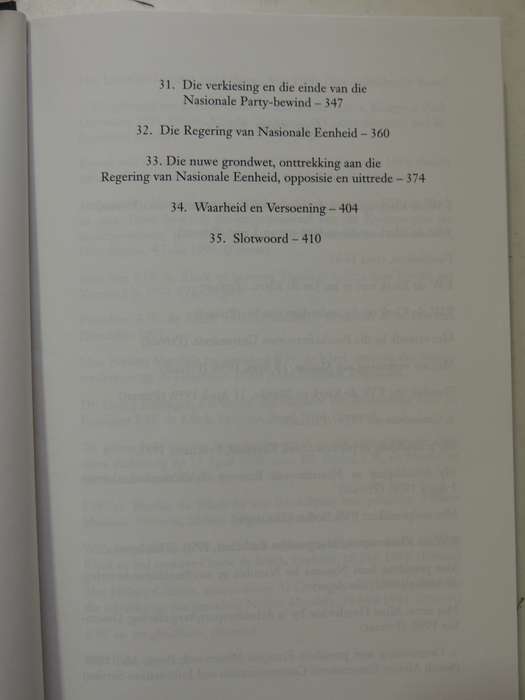 31. Die verkiesing en die einde van die
Nasionale Party-bewind – 347
32. Die Regering van Nasionale Eenheid – 360
33. Die nuwe grondwet, onttrekking aan die
Regering van Nasionale Eenheid, opposisie en uittrede – 374
34. Waarheid en Versoening – 404
35. Slotwoord – 410